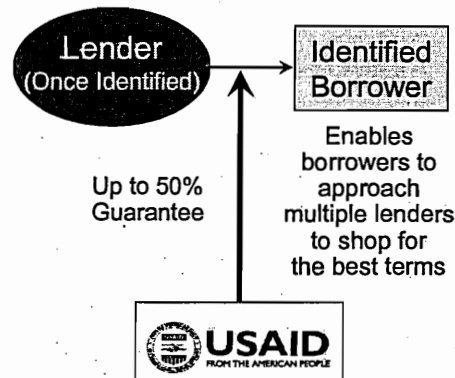 Lender
(Once Identified)
Identified
Borrower
Enables
borrowers to
approach
multiple lenders
to shop for
the best terms
Up to 50%
Guarantee
USAID
FROM THE AMERICAN PEOPLE